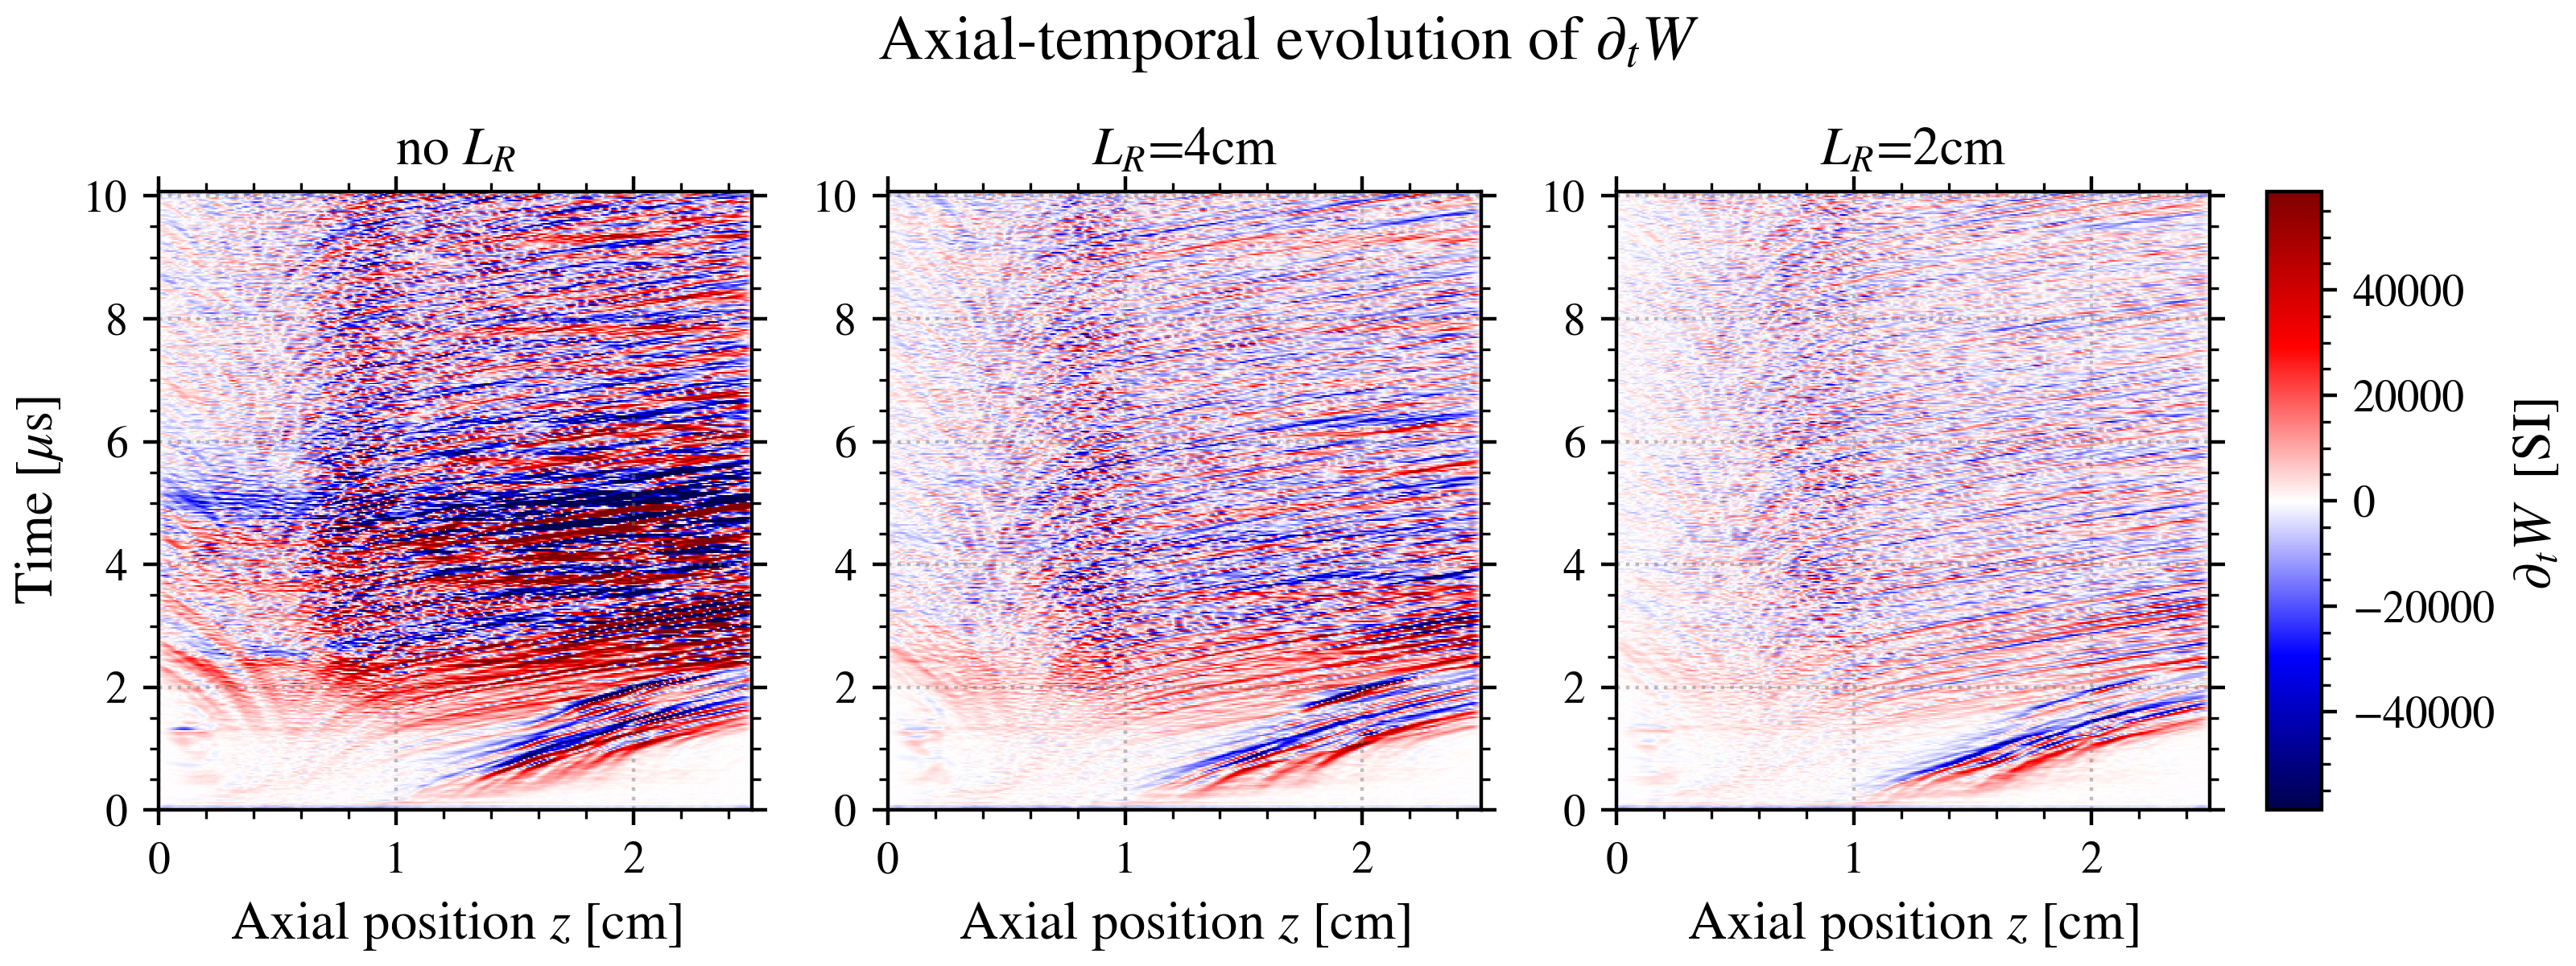 Axial-temporal evolution of ∂ₜW
no L_R
L_R=4cm
L_R=2cm
Time [μs]
10
8
6
4
2
0
0 1 2
Axial position z [cm]
10
8
6
4
2
0
0 1 2
Axial position z [cm]
10
8
6
4
2
0
0 1 2
Axial position z [cm]
40000
20000
0
−20000
−40000
∂ₜW [SI]